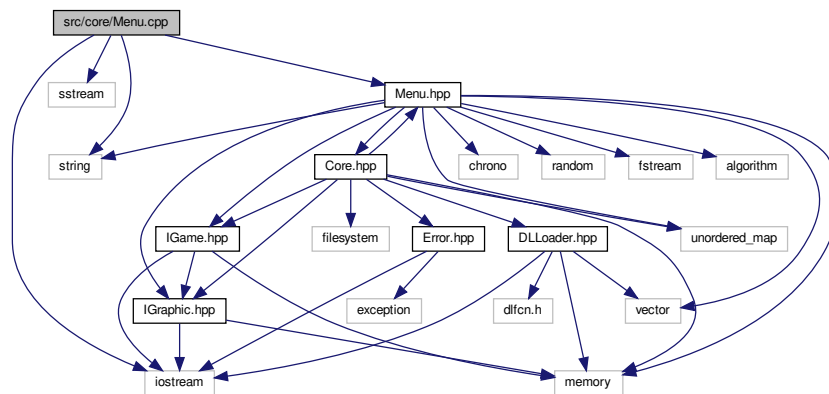 src/core/Menu.cpp
sstream
Menu.hpp
string
Core.hpp
chrono
random
fstream
algorithm
IGame.hpp
filesystem
Error.hpp
DLLoader.hpp
unordered_map
IGraphic.hpp
exception
dlfcn.h
vector
iostream
memory